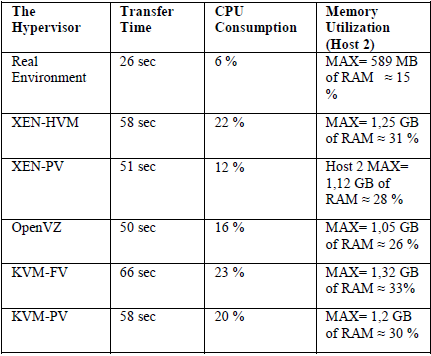 The Hypervisor
Transfer Time
CPU Consumption
Memory Utilization (Host 2)
Real Environment
26 sec
6 %
MAX= 589 MB of RAM ≈ 15 %
XEN-HVM
58 sec
22 %
MAX= 1,25 GB of RAM ≈ 31 %
XEN-PV
51 sec
12 %
Host 2 MAX= 1,12 GB of RAM ≈ 28 %
OpenVZ
50 sec
16 %
MAX= 1,05 GB of RAM ≈ 26 %
KVM-FV
66 sec
23 %
MAX= 1,32 GB of RAM ≈ 33%
KVM-PV
58 sec
20 %
MAX= 1,2 GB of RAM ≈ 30 %